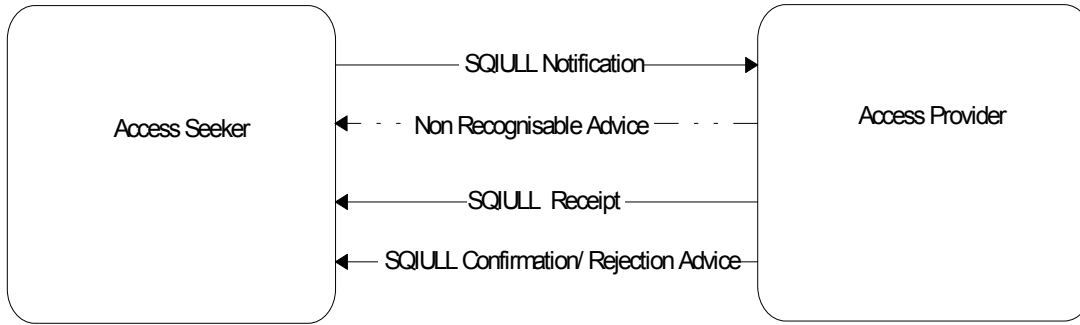 SQIULL Notification
Access Seeker
Non Recognisable Advice
Access Provider
SQIULL Receipt
SQIULL Confirmation/ Rejection Advice